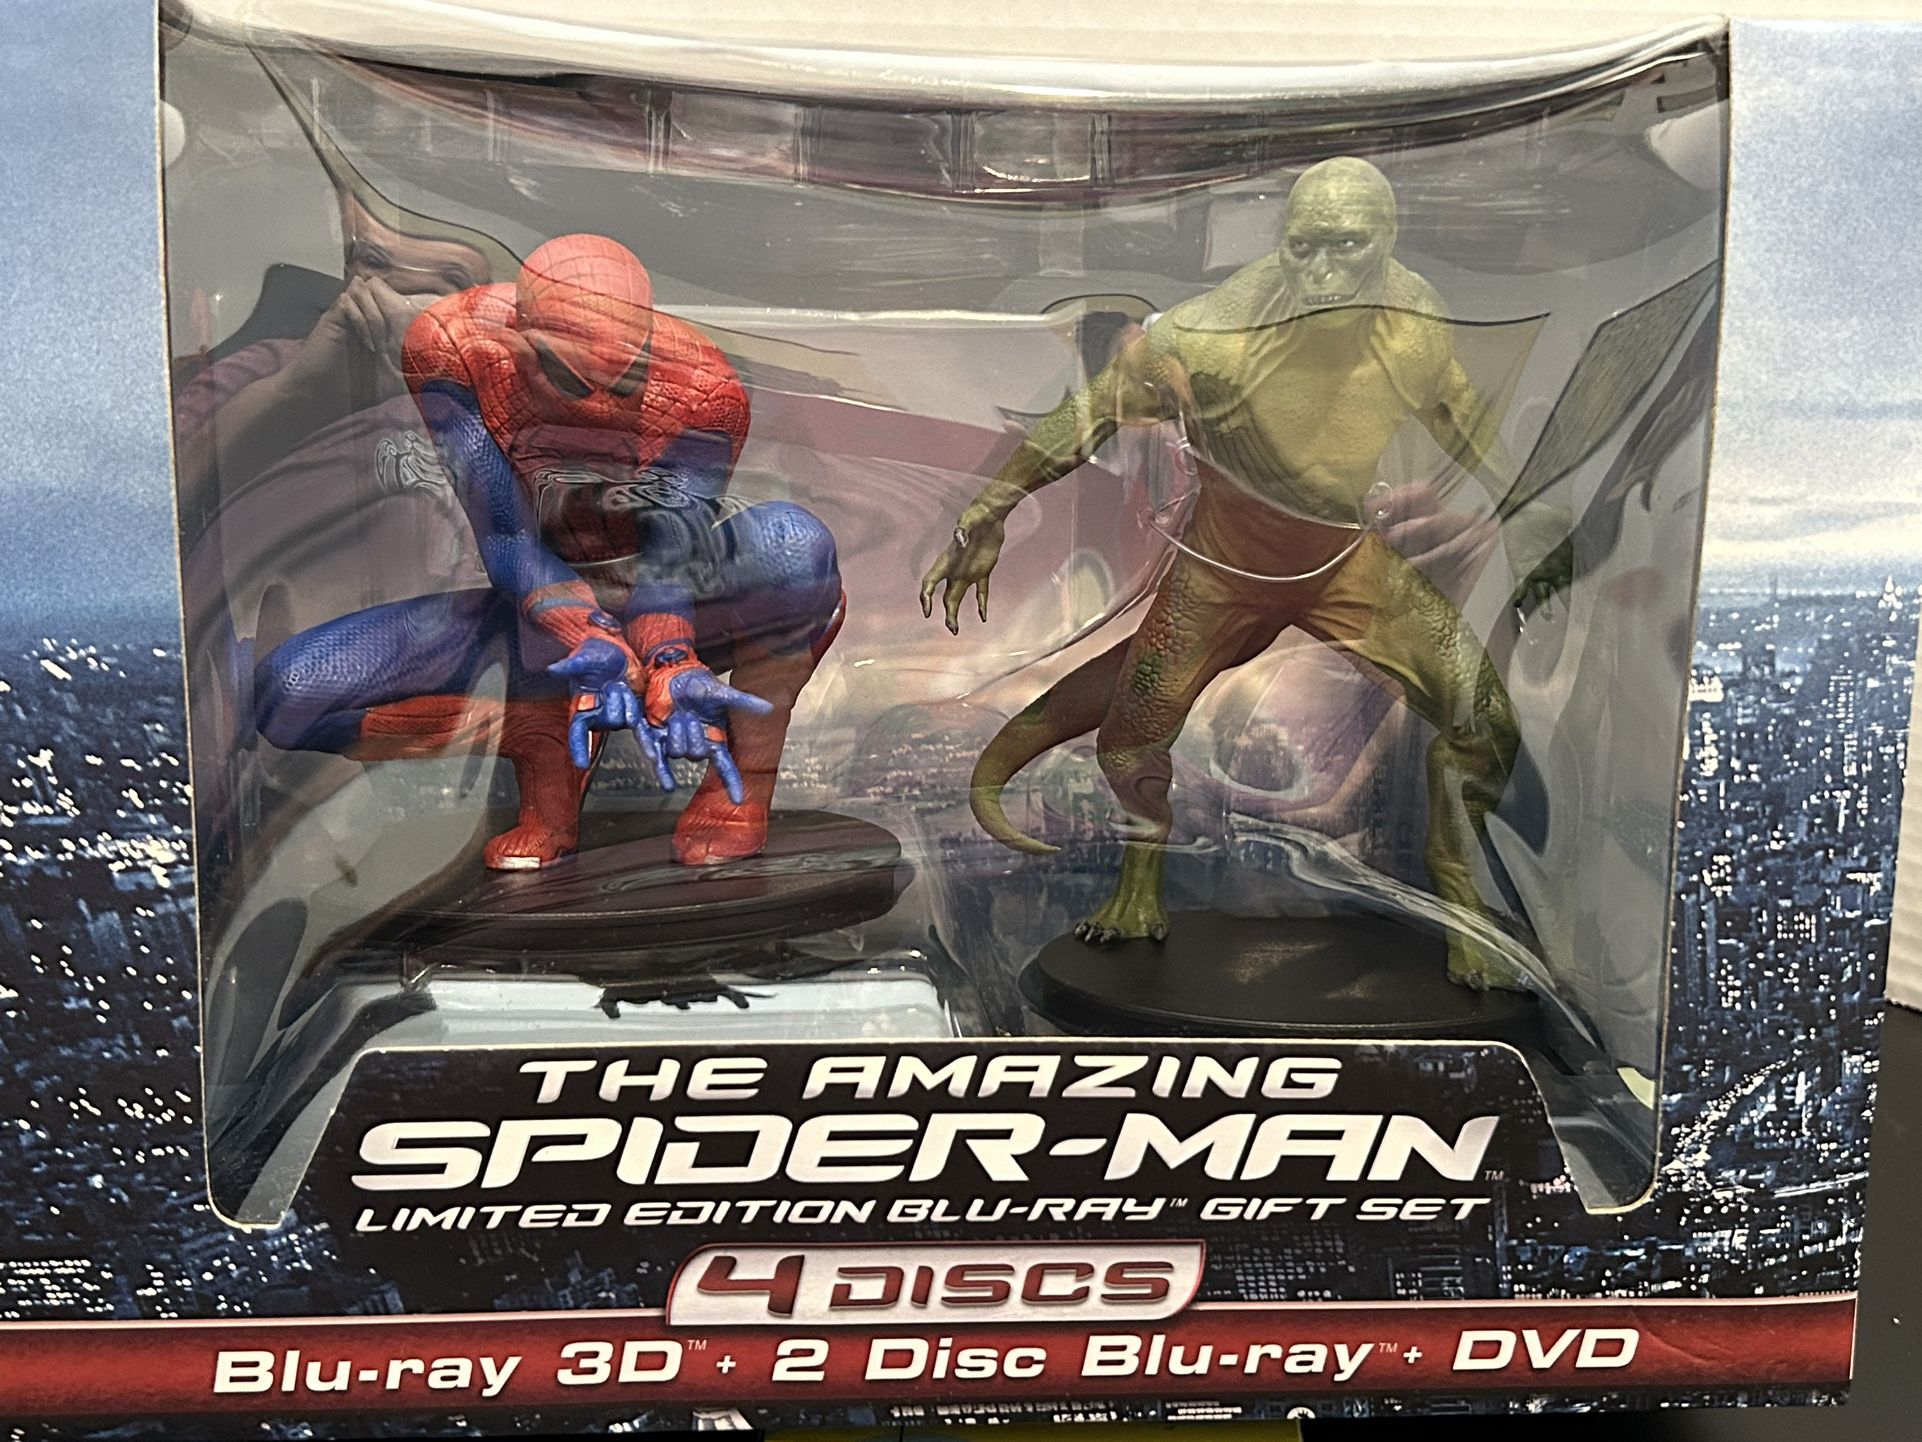 THE AMAZING
SPIDER-MAN™
LIMITED EDITION BLU-RAY™ GIFT SET
4 DISCS
Blu-ray 3D™ + 2 Disc Blu-ray™ + DVD